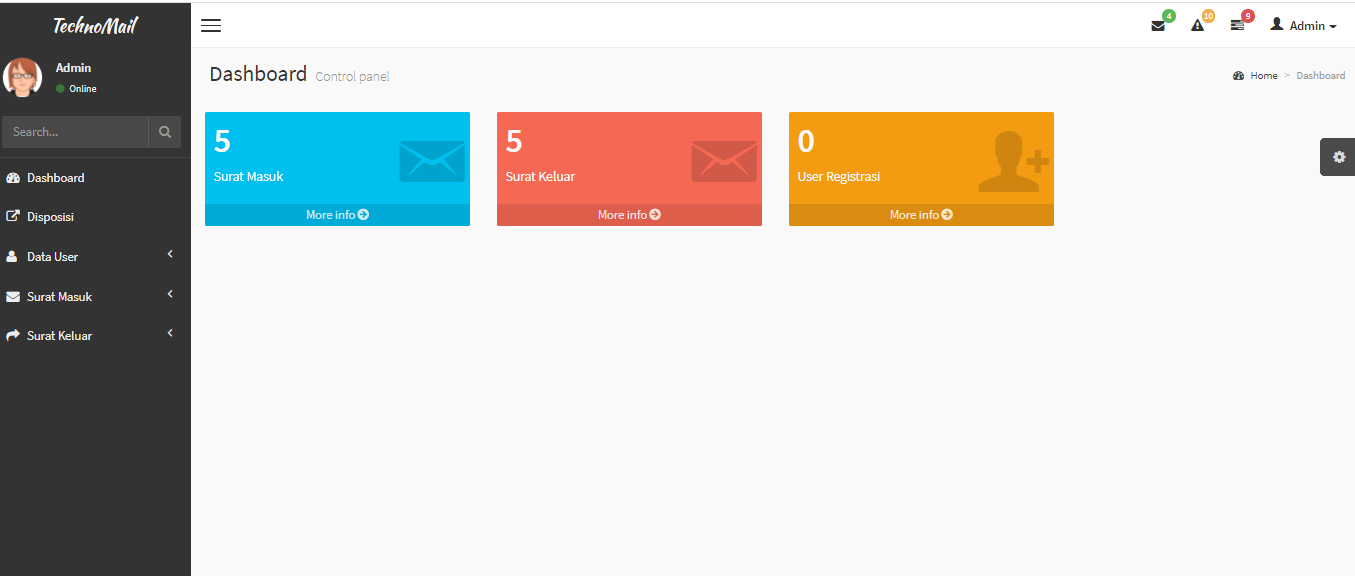 TechnoMail
4
10
9
Admin
Admin
Online
Dashboard Control panel
Home > Dashboard
Search...
5
Surat Masuk
More info
5
Surat Keluar
More info
0
User Registrasi
More info
Dashboard
Disposisi
Data User
Surat Masuk
Surat Keluar